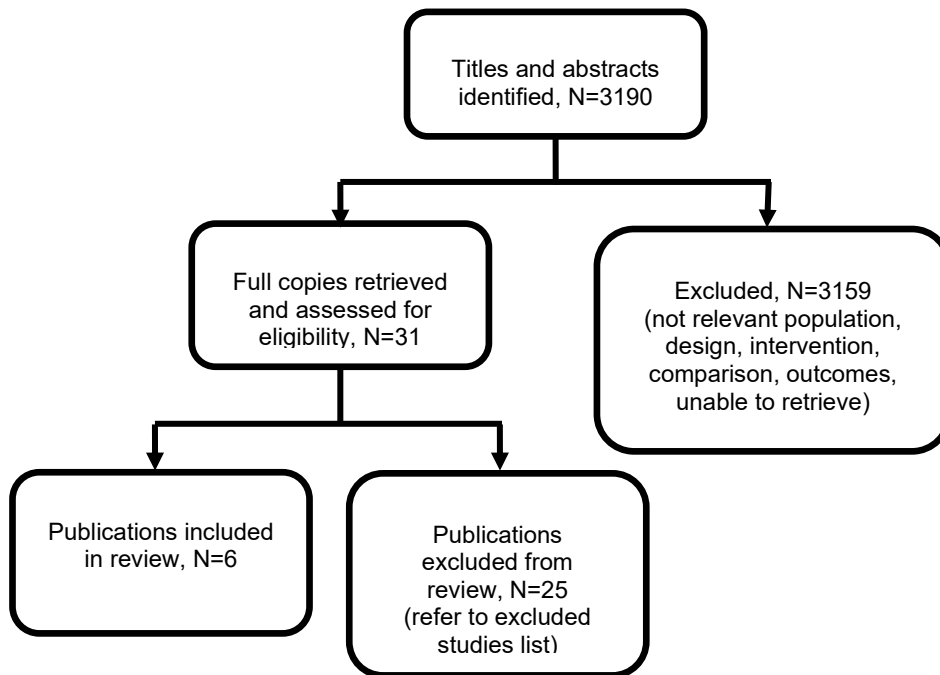 Titles and abstracts
identified, N=3190
Full copies retrieved
and assessed for
eligibility, N=31
Excluded, N=3159
(not relevant population,
design, intervention,
comparison, outcomes,
unable to retrieve)
Publications included
in review, N=6
Publications
excluded from
review, N=25
(refer to excluded
studies list)